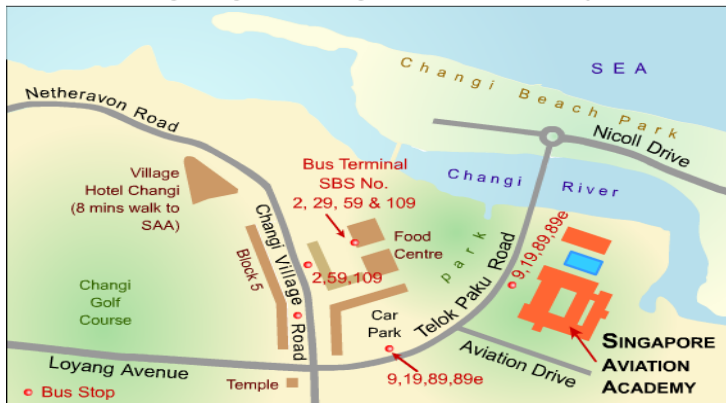 SEA
Changi Beach Park
Nicoll Drive
Netheravon Road
Village
Hotel Changi
(8 mins walk to
SAA)
Bus Terminal
SBS No.
2, 29, 59 & 109
Changi River
Food
Centre
park
9,19,89,89e
Changi Village Road
Block 5
2,59,109
Telok Paku Road
Changi
Golf
Course
Car
Park
Loyang Avenue
Aviation Drive
SINGAPORE
AVIATION
ACADEMY
Temple
9,19,89,89e
Bus Stop